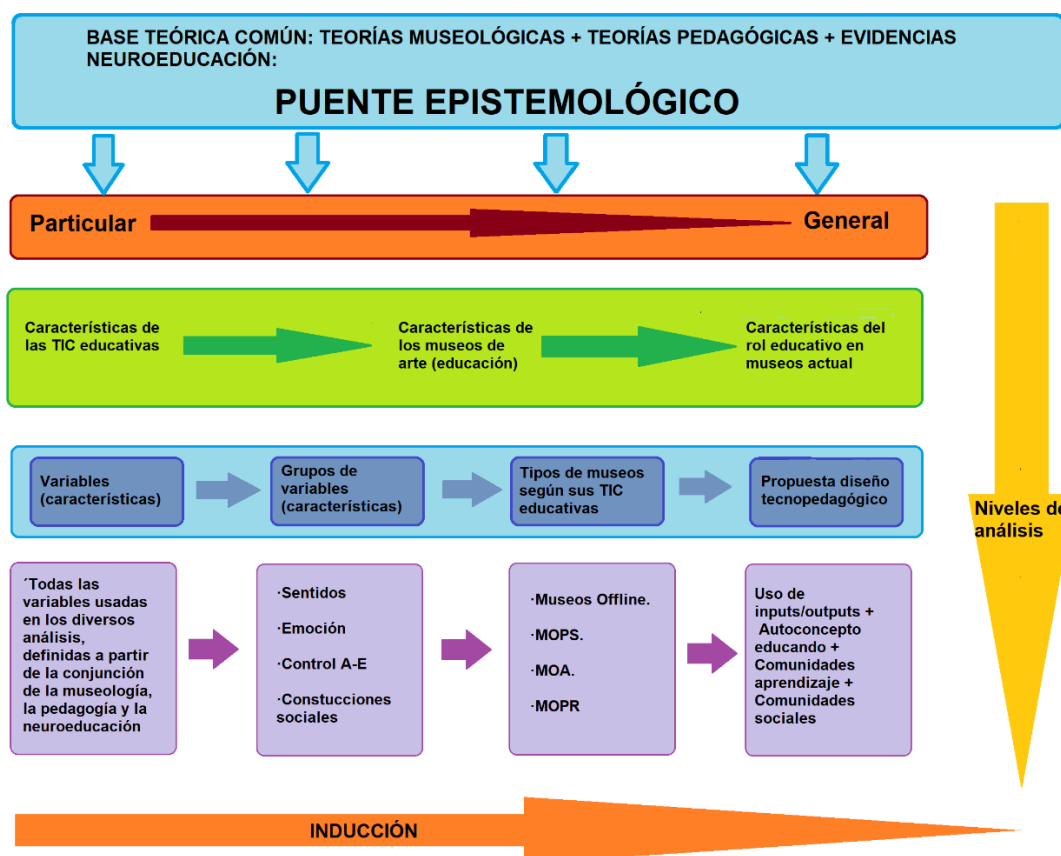 BASE TEÓRICA COMÚN: TEORÍAS MUSEOLÓGICAS + TEORÍAS PEDAGÓGICAS + EVIDENCIAS
NEUROEDUCACIÓN:
PUENTE EPISTEMOLÓGICO
Particular
General
Características de
las TIC educativas
Características de
los museos de
arte (educación)
Características del
rol educativo en
museos actual
Variables
(características)
Grupos de
variables
(características)
Tipos de museos
según sus TIC
educativas
Propuesta diseño
tecnopedagógico
Niveles de
análisis
´Todas las
variables usadas
en los diversos
análisis,
definidas a partir
de la conjunción
de la museología,
la pedagogía y la
neuroeducación
·Sentidos
·Emoción
·Control A-E
·Constucciones
sociales
·Museos Offline.
·MOPS.
·MOA.
·MOPR
Uso de
inputs/outputs +
Autoconcepto
educando +
Comunidades
aprendizaje +
Comunidades
sociales
INDUCCIÓN